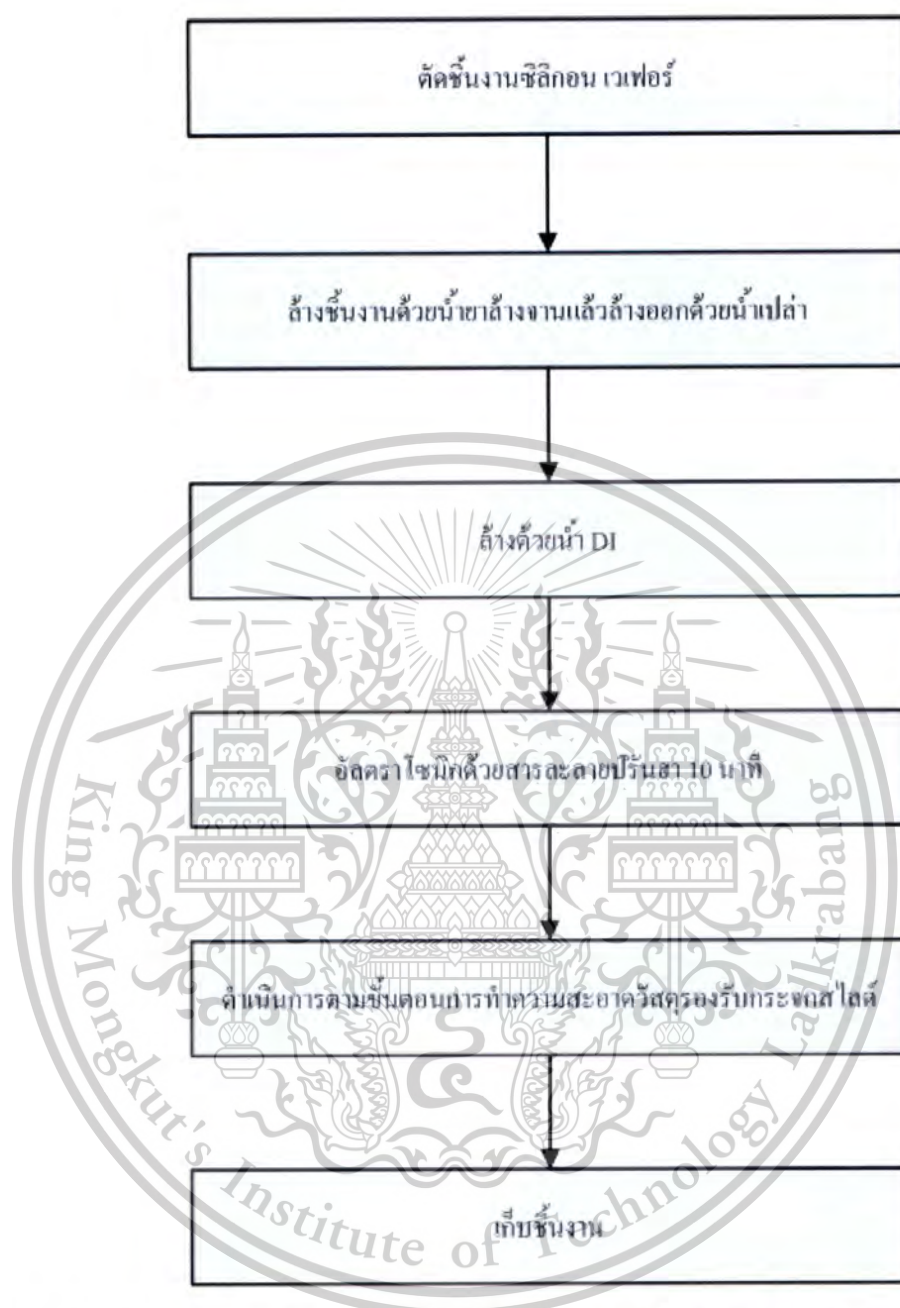 ตัดชิ้นงานซิลิกอน เวเฟอร์
ล้างชิ้นงานด้วยน้ำยาล้างจานแล้วล้างออกด้วยน้ำเปล่า
ล้างด้วยน้ำ DI
อัลตราโซนิกด้วยสารละลายปิรันฮา 10 นาที
ดำเนินการตามขั้นตอนการทำความสะอาดวัสดุรองรับกระจกสไลด์
เก็บชิ้นงาน
King Mongkut's Institute of Technology Ladkrabang